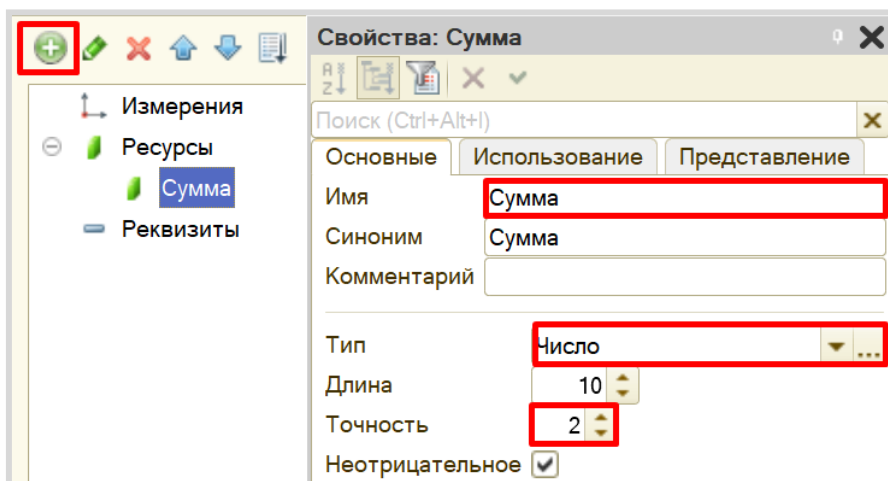 Свойства: Сумма
Поиск (Ctrl+Alt+I)
Основные Использование Представление
Измерения
Ресурсы
Сумма
Реквизиты
Имя Сумма
Синоним Сумма
Комментарий
Тип Число ...
Длина 10
Точность 2
Неотрицательное